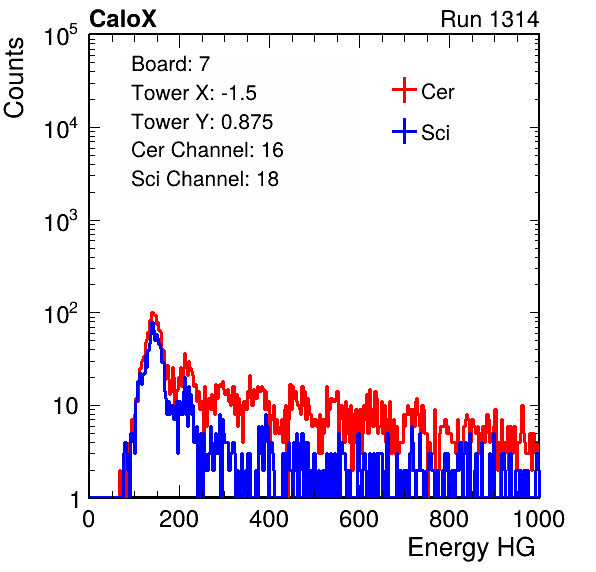 CaloX Run 1314
Counts
10^5
10^4
10^3
10^2
10
1
Board: 7
Tower X: -1.5
Tower Y: 0.875
Cer Channel: 16
Sci Channel: 18
Cer
Sci
0 200 400 600 800 1000
Energy HG